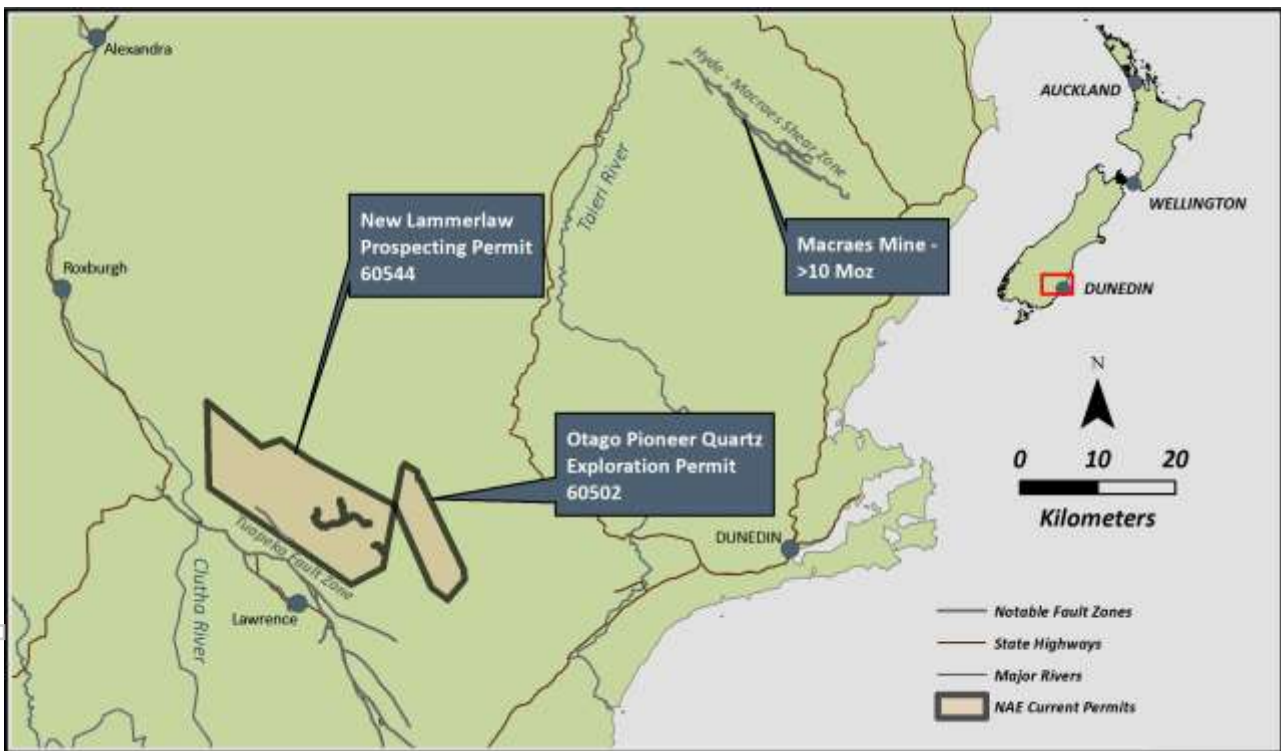 Alexandra
Hyde - Macraes Shear Zone
Taieri River
New Lammerlaw
Prospecting Permit
60544
Macraes Mine -
>10 Moz
Roxburgh
Otago Pioneer Quartz
Exploration Permit
60502
DUNEDIN
Tuapeka Fault Zone
Clutha River
Lawrence
AUCKLAND
WELLINGTON
DUNEDIN
N
0 10 20
Kilometers
Notable Fault Zones
State Highways
Major Rivers
NAE Current Permits